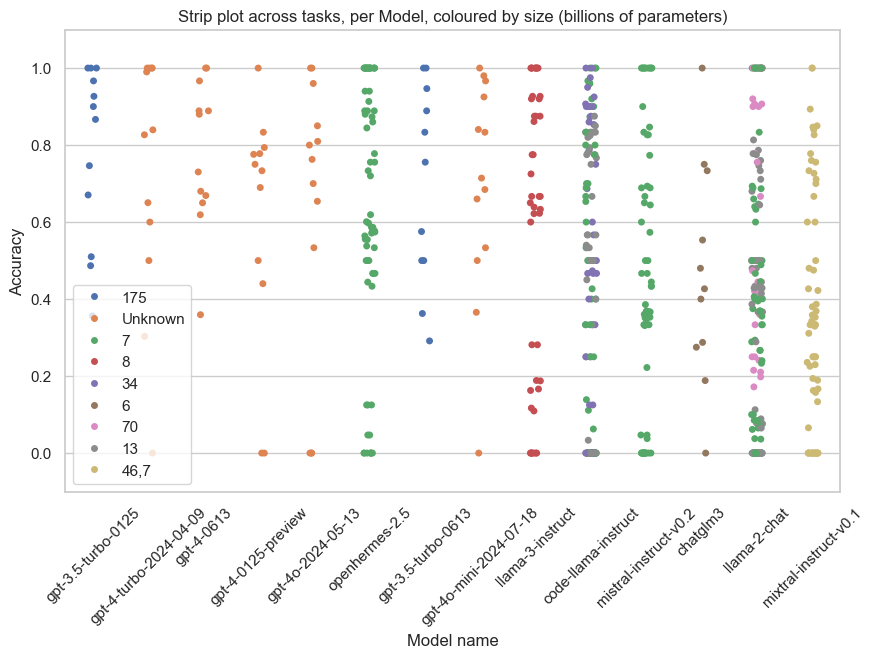 Strip plot across tasks, per Model, coloured by size (billions of parameters)
Accuracy
1.0
0.8
0.6
0.4
0.2
0.0
175
Unknown
7
8
34
6
70
13
46,7
gpt-3.5-turbo-0125
gpt-4-turbo-2024-04-09
gpt-4-0613
gpt-4-0125-preview
gpt-4o-2024-05-13
openhermes-2.5
gpt-3.5-turbo-0613
gpt-4o-mini-2024-07-18
llama-3-instruct
code-llama-instruct
mistral-instruct-v0.2
chatglm3
llama-2-chat
mixtral-instruct-v0.1
Model name